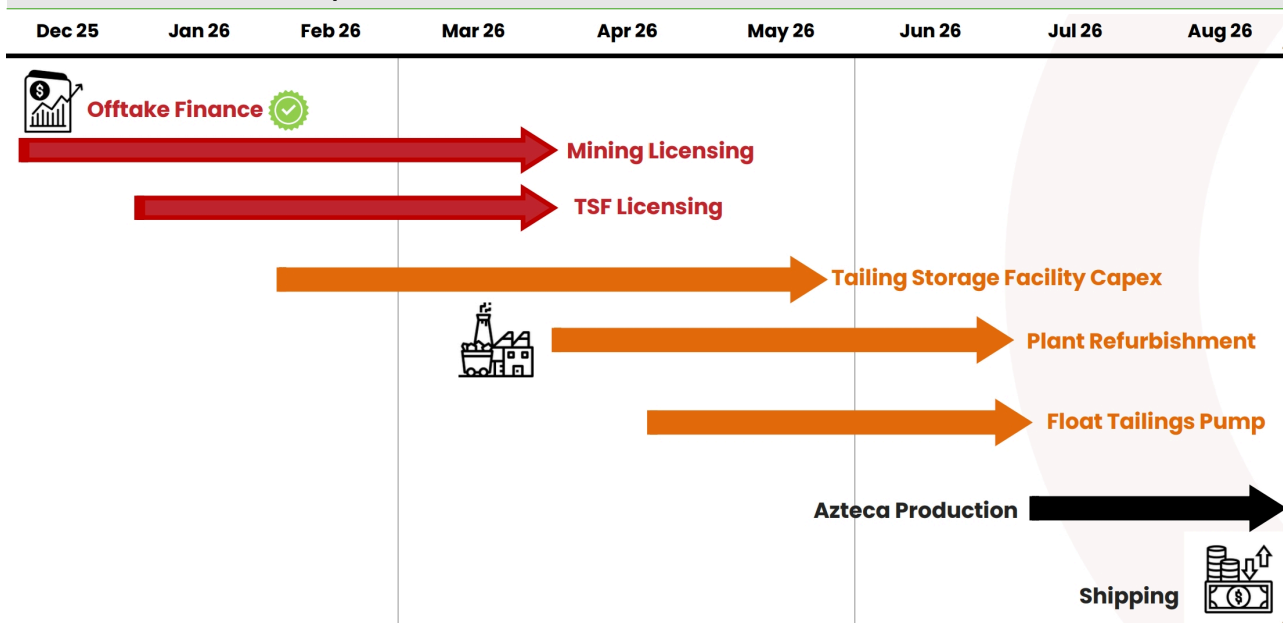 Dec 25 Jan 26 Feb 26 Mar 26 Apr 26 May 26 Jun 26 Jul 26 Aug 26
Offtake Finance
Mining Licensing
TSF Licensing
Tailing Storage Facility Capex
Plant Refurbishment
Float Tailings Pump
Azteca Production
Shipping